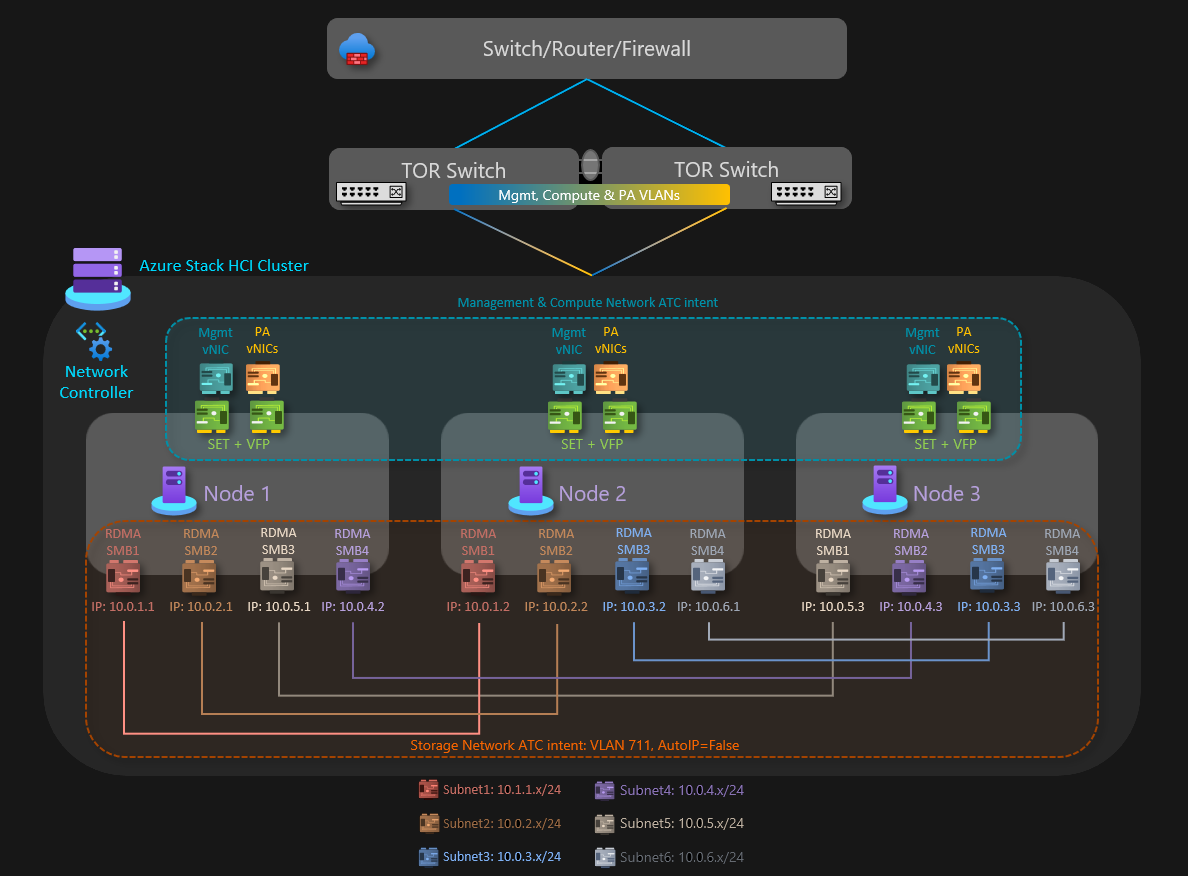 Switch/Router/Firewall
TOR Switch
TOR Switch
Mgmt, Compute & PA VLANs
Azure Stack HCI Cluster
Management & Compute Network ATC intent
Network
Controller
Mgmt
vNIC
PA
vNICs
SET + VFP
Mgmt
vNIC
PA
vNICs
SET + VFP
Mgmt
vNIC
PA
vNICs
SET + VFP
Node 1
Node 2
Node 3
RDMA
SMB1
IP: 10.0.1.1
RDMA
SMB2
IP: 10.0.2.1
RDMA
SMB3
IP: 10.0.5.1
RDMA
SMB4
IP: 10.0.4.2
RDMA
SMB1
IP: 10.0.1.2
RDMA
SMB2
IP: 10.0.2.2
RDMA
SMB3
IP: 10.0.3.2
RDMA
SMB4
IP: 10.0.6.1
RDMA
SMB1
IP: 10.0.5.3
RDMA
SMB2
IP: 10.0.4.3
RDMA
SMB3
IP: 10.0.3.3
RDMA
SMB4
IP: 10.0.6.3
Storage Network ATC intent: VLAN 711, AutoIP=False
Subnet1: 10.1.1.x/24
Subnet2: 10.0.2.x/24
Subnet3: 10.0.3.x/24
Subnet4: 10.0.4.x/24
Subnet5: 10.0.5.x/24
Subnet6: 10.0.6.x/24